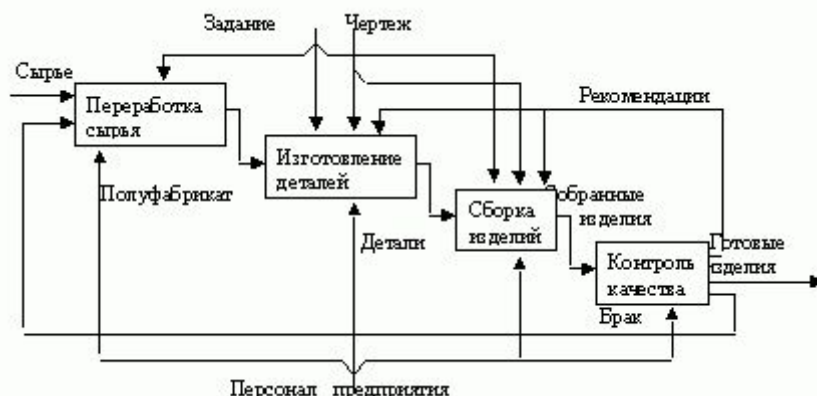 Задание
Чертеж
Сырье
Переработка
сырья
Рекомендации
Изготовление
деталей
Полуфабрикат
Сборка
изделий
Собранные
изделия
Детали
Контроль
качества
Готовые
изделия
Брак
Персонал предприятия